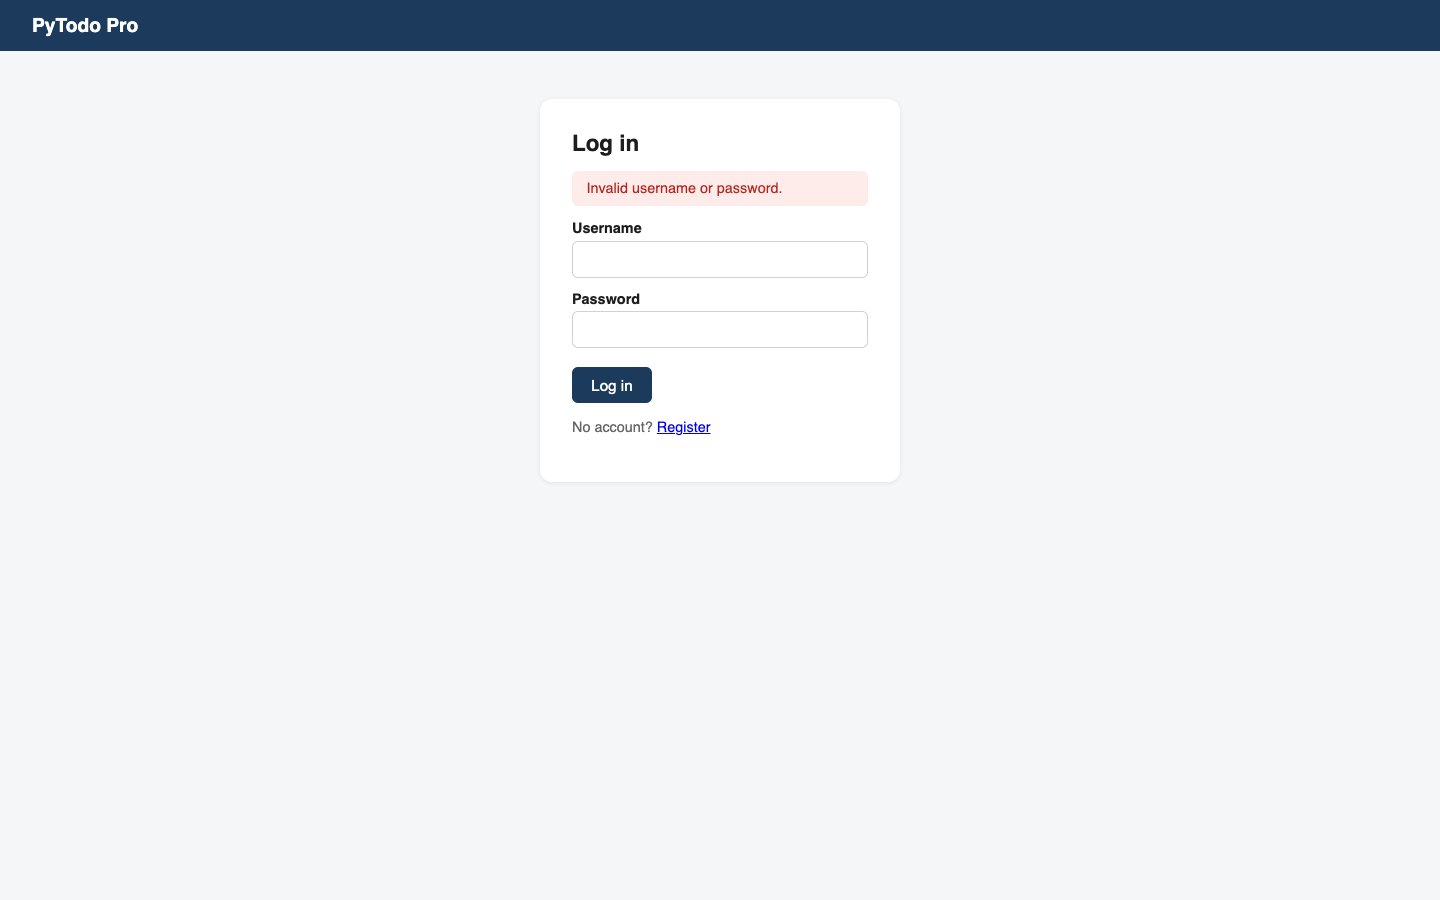 PyTodo Pro
Log in
Invalid username or password.
Username
Password
Log in
No account? Register